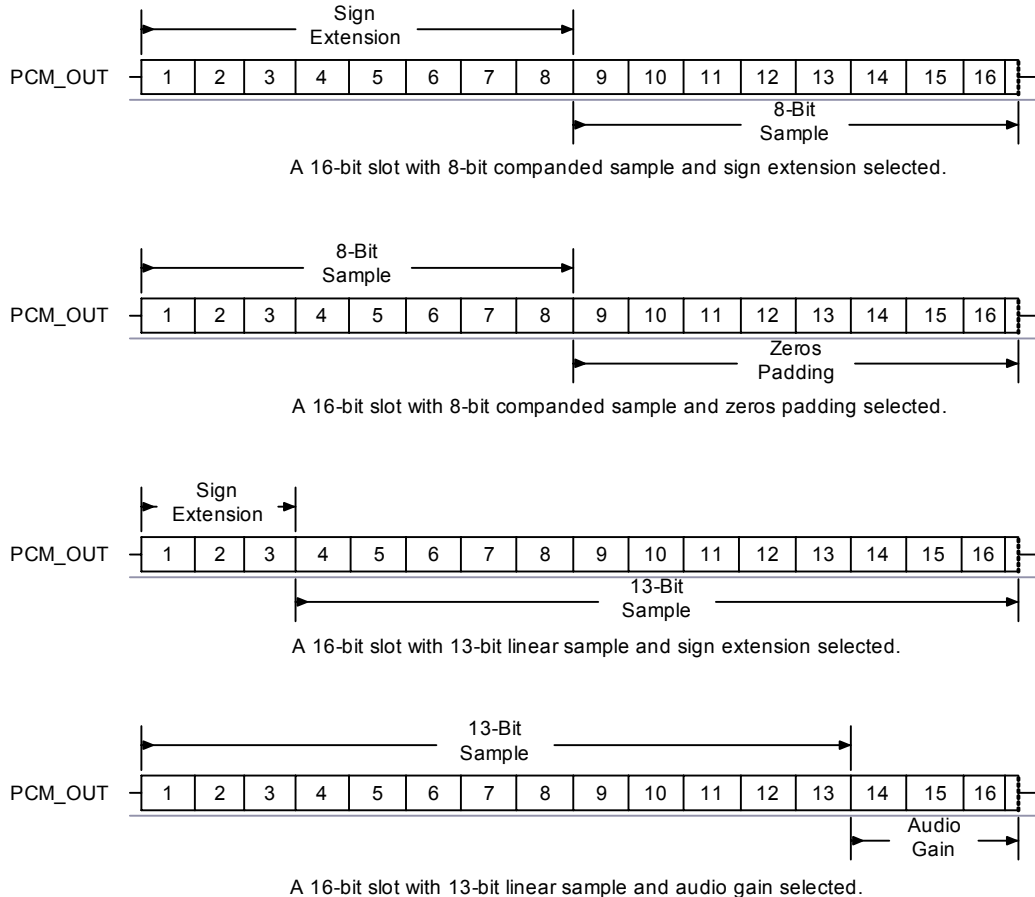 Sign
Extension
PCM_OUT 1 2 3 4 5 6 7 8 9 10 11 12 13 14 15 16
8-Bit
Sample
A 16-bit slot with 8-bit companded sample and sign extension selected.
8-Bit
Sample
PCM_OUT 1 2 3 4 5 6 7 8 9 10 11 12 13 14 15 16
Zeros
Padding
A 16-bit slot with 8-bit companded sample and zeros padding selected.
Sign
Extension
PCM_OUT 1 2 3 4 5 6 7 8 9 10 11 12 13 14 15 16
13-Bit
Sample
A 16-bit slot with 13-bit linear sample and sign extension selected.
13-Bit
Sample
PCM_OUT 1 2 3 4 5 6 7 8 9 10 11 12 13 14 15 16
Audio
Gain
A 16-bit slot with 13-bit linear sample and audio gain selected.